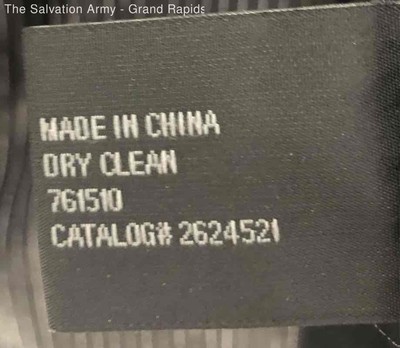 The Salvation Army - Grand Rapids
MADE IN CHINA
DRY CLEAN
761510
CATALOG# 2624521